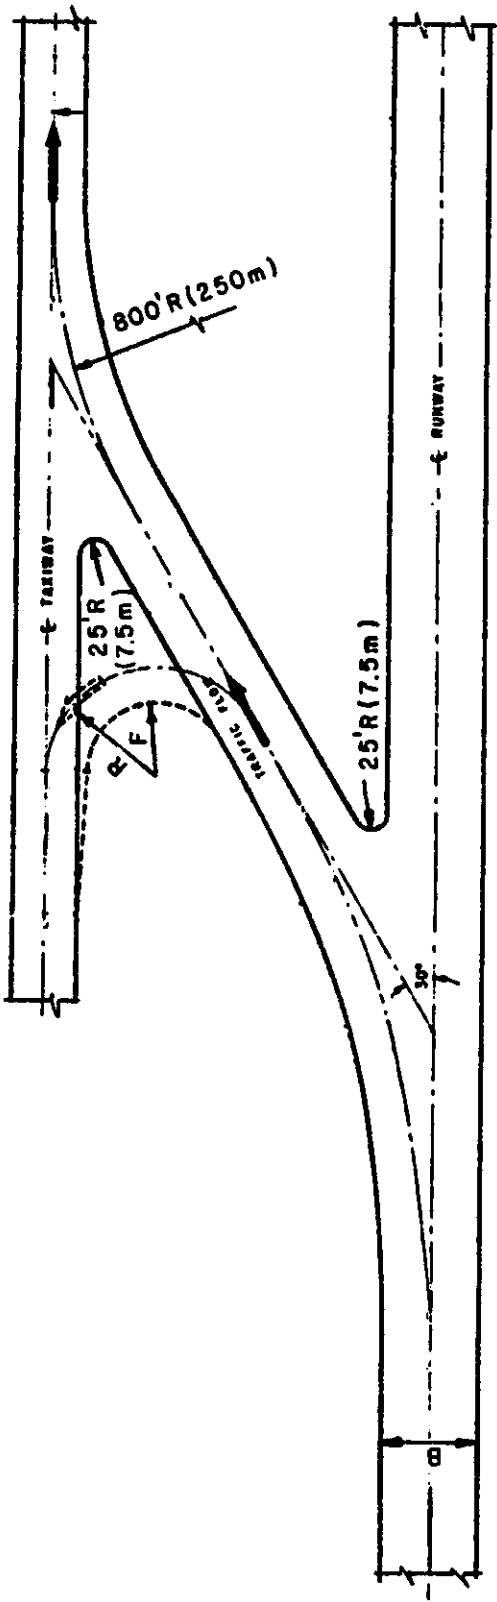 800'R(250m)
℄ RUNWAY
℄ TAXIWAY
25'R
(7.5m)
R
F
TRAFFIC FLOW
25'R(7.5m)
30°
B